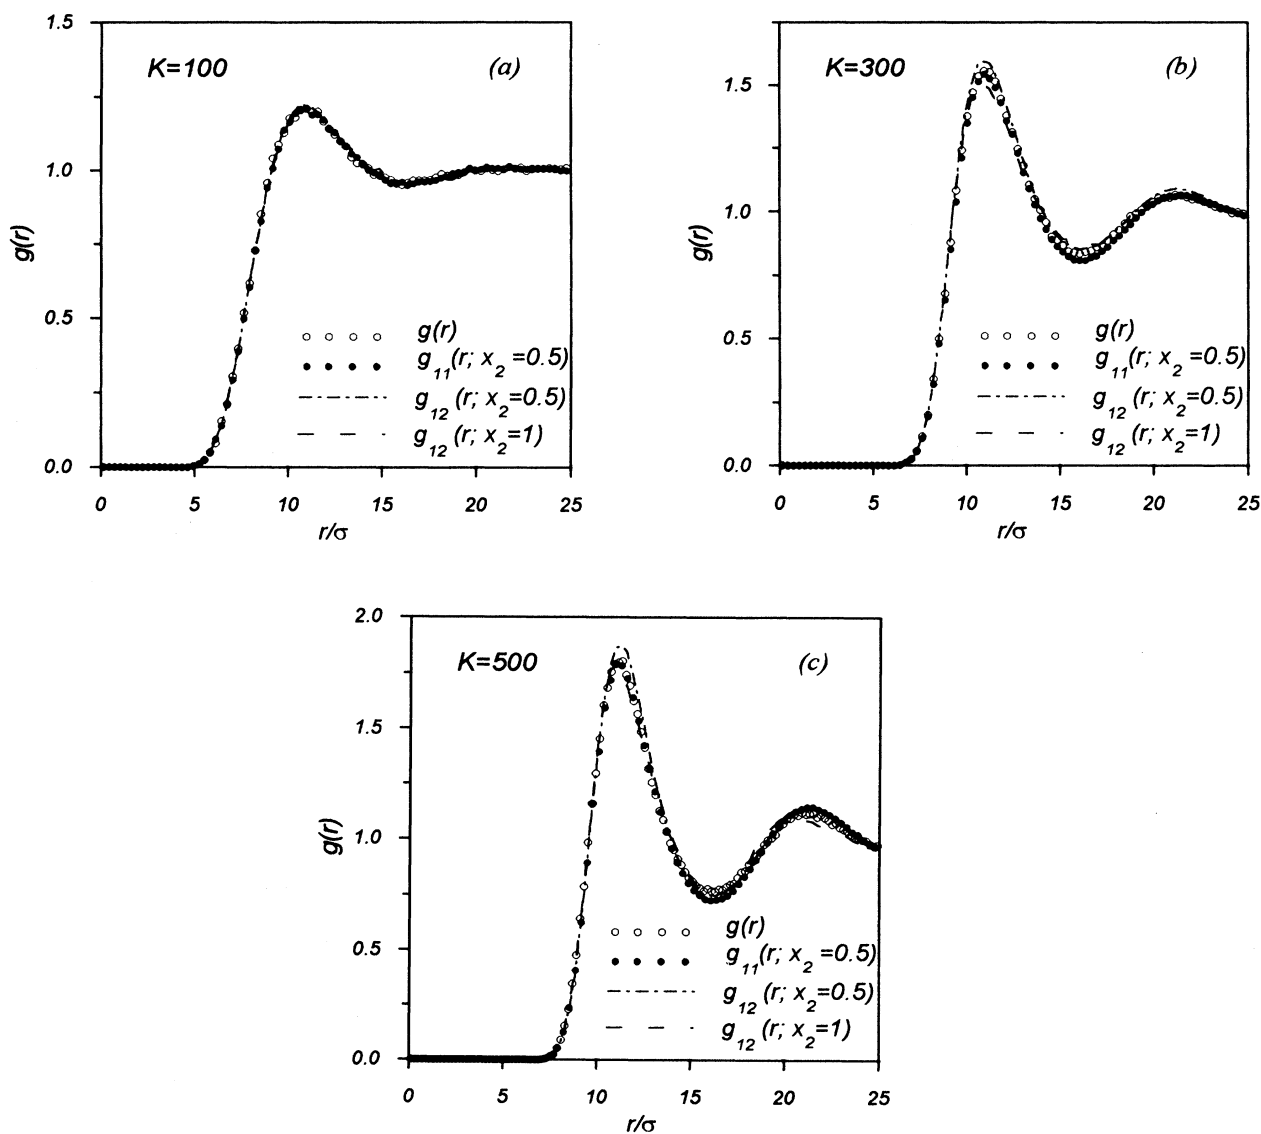 1.5
K=100 (a)
1.0
g(r)
0.5
g(r)
g11(r; x2 =0.5)
g12 (r; x2=0.5)
g12 (r; x2=1)
0.0
0 5 10 15 20 25
r/σ
K=300 (b)
1.5
1.0
g(r)
0.5
g(r)
g11(r; x2 =0.5)
g12 (r; x2=0.5)
g12 (r; x2=1)
0.0
0 5 10 15 20 25
r/σ
2.0
K=500 (c)
1.5
1.0
g(r)
0.5
g(r)
g11(r; x2 =0.5)
g12 (r; x2=0.5)
g12 (r; x2=1)
0.0
0 5 10 15 20 25
r/σ